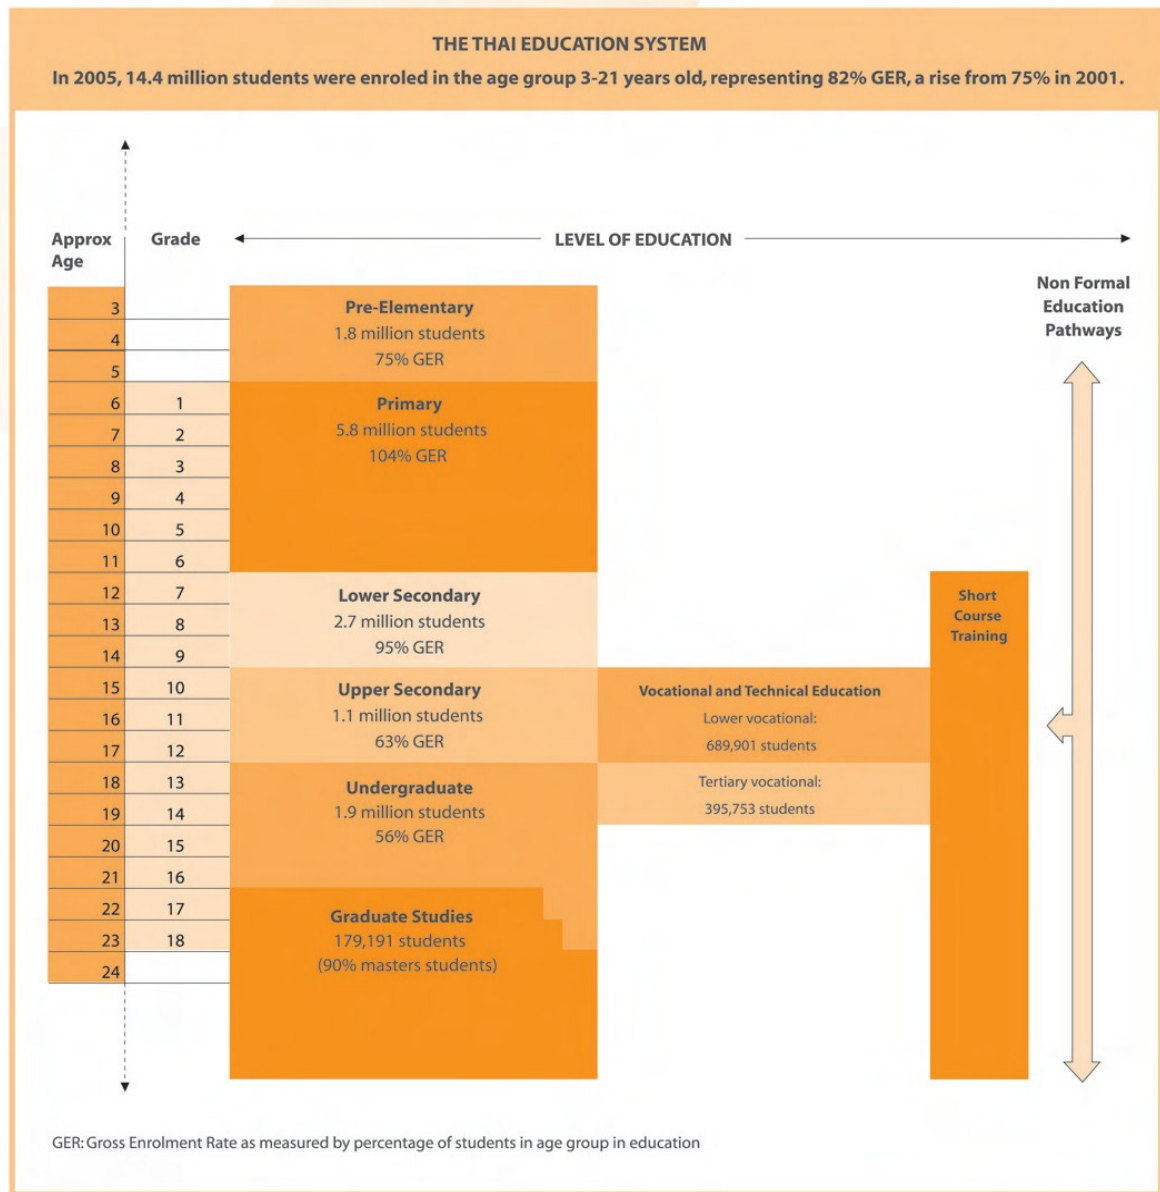 THE THAI EDUCATION SYSTEM
In 2005, 14.4 million students were enroled in the age group 3-21 years old, representing 82% GER, a rise from 75% in 2001.
Approx
Age
Grade
LEVEL OF EDUCATION
Non Formal
Education
Pathways
3
4
5
6 1
7 2
8 3
9 4
10 5
11 6
12 7
13 8
14 9
15 10
16 11
17 12
18 13
19 14
20 15
21 16
22 17
23 18
24
Pre-Elementary
1.8 million students
75% GER
Primary
5.8 million students
104% GER
Lower Secondary
2.7 million students
95% GER
Upper Secondary
1.1 million students
63% GER
Undergraduate
1.9 million students
56% GER
Graduate Studies
179,191 students
(90% masters students)
Vocational and Technical Education
Lower vocational:
689,901 students
Tertiary vocational:
395,753 students
Short
Course
Training
GER: Gross Enrolment Rate as measured by percentage of students in age group in education